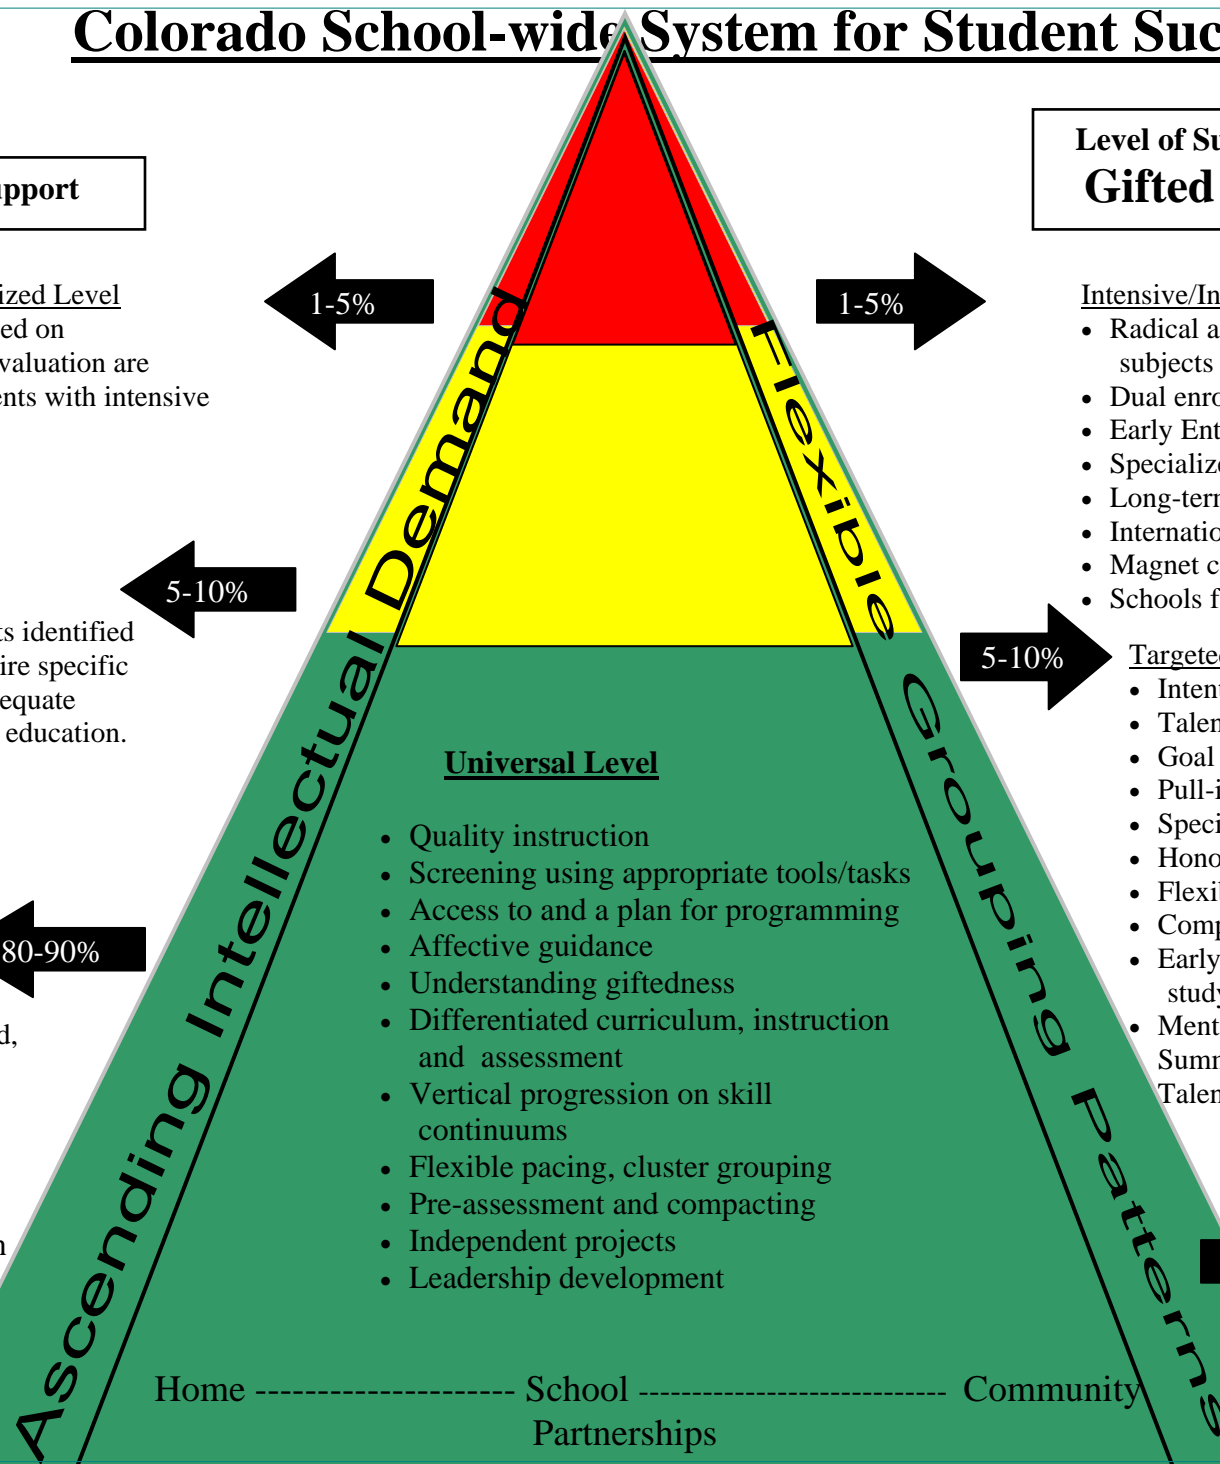 Colorado School-wide System for Student Suc
Level of Su
Gifted
pport
ized Level
ed on
valuation are
ents with intensive
1-5%
1-5%
Intensive/In
• Radical a
subjects
• Dual enro
• Early Ent
• Specialize
• Long-tern
• Internatio
• Magnet c
• Schools f
5-10%
ts identified
ire specific
equate
education.
5-10%
Targeted
• Intent
• Talen
• Goal
• Pull-i
• Speci
• Hono
• Flexib
• Comp
• Early
study
• Ment
Summ
Talen
80-90%
d,
n
Ascending Intellectual Demand
Flexible Grouping Patterns
Universal Level
• Quality instruction
• Screening using appropriate tools/tasks
• Access to and a plan for programming
• Affective guidance
• Understanding giftedness
• Differentiated curriculum, instruction
and assessment
• Vertical progression on skill
continuums
• Flexible pacing, cluster grouping
• Pre-assessment and compacting
• Independent projects
• Leadership development
Home --------------------- School ----------------------------- Community
Partnerships